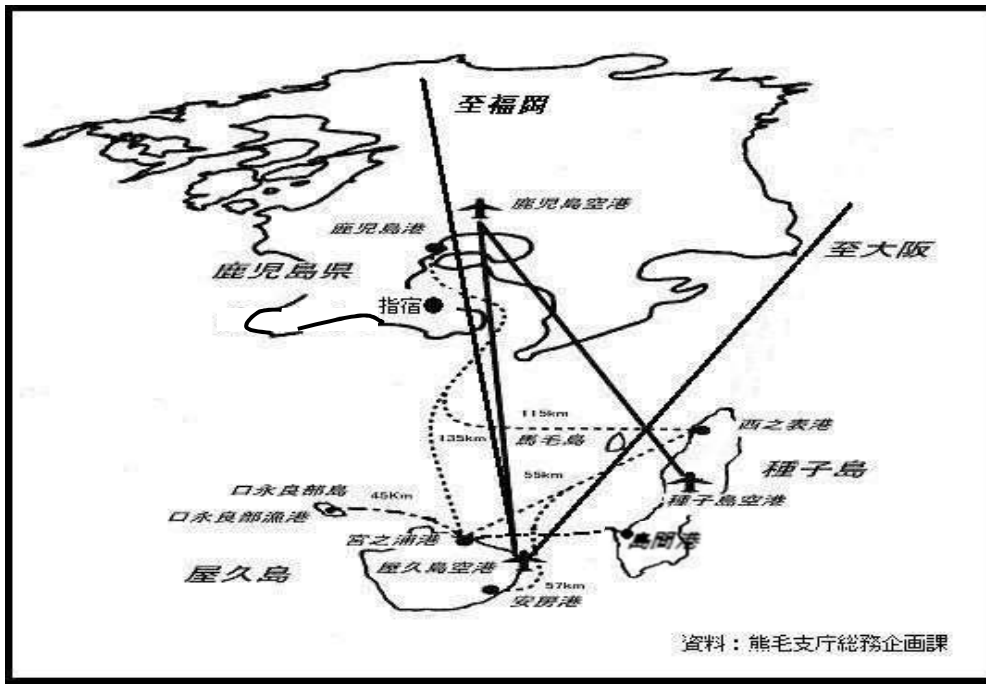 至福岡
鹿児島空港
鹿児島港
至大阪
鹿児島県
指宿
115km
西之表港
馬毛島
135km
種子島
55km
口永良部島
45Km
種子島空港
口永良部漁港
宮之浦港
島間港
屋久島空港
屋久島
57km
安房港
資料：熊毛支庁総務企画課